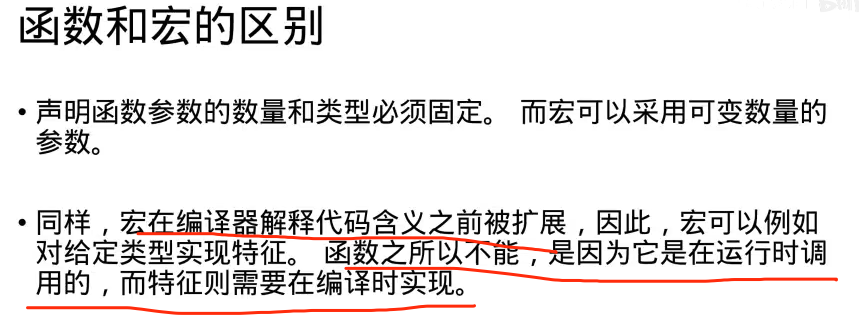 函数和宏的区别
• 声明函数参数的数量和类型必须固定。 而宏可以采用可变数量的
参数。
• 同样，宏在编译器解释代码含义之前被扩展，因此，宏可以例如
对给定类型实现特征。 函数之所以不能，是因为它是在运行时调
用的，而特征则需要在编译时实现。